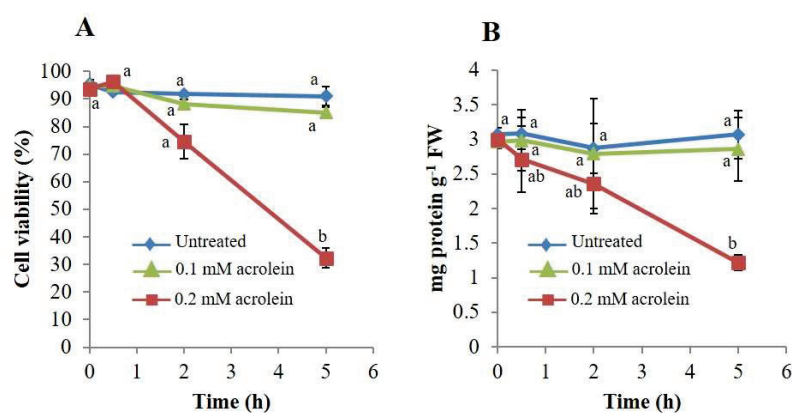 A
Cell viability (%)
100
90
80
70
60
50
40
30
20
10
0
a
a
a
a
a
a
a
b
Untreated
0.1 mM acrolein
0.2 mM acrolein
0 1 2 3 4 5 6
Time (h)
B
mg protein g⁻¹ FW
4
3.5
3
2.5
2
1.5
1
0.5
0
a
a
a
ab
a
a
ab
a
a
b
Untreated
0.1 mM acrolein
0.2 mM acrolein
0 1 2 3 4 5 6
Time (h)